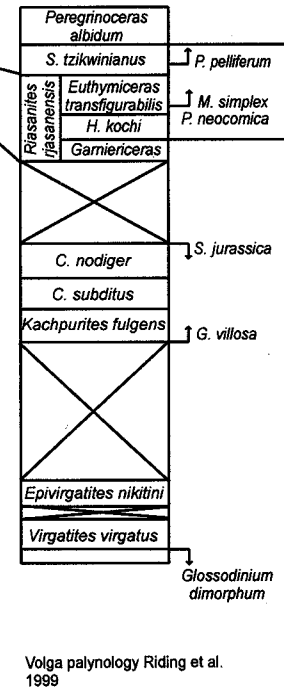 Peregrinoceras
albidum
S. tzikwinianus
P. pelliferum
Riasanites
rjasanensis
Euthymiceras
transfigurabilis
M. simplex
P. neocomica
H. kochi
Garniericeras
S. jurassica
C. nodiger
C. subditus
Kachpurites fulgens
G. villosa
Epivirgatites nikitini
Virgatites virgatus
Glossodinium
dimorphum
Volga palynology Riding et al.
1999